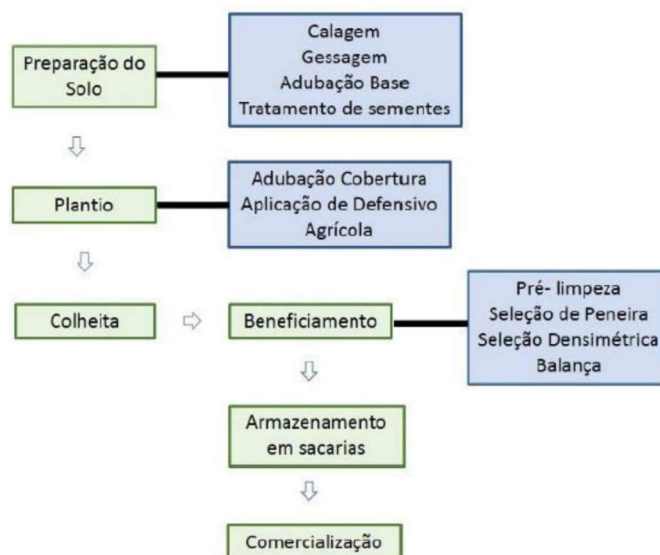 Preparação do
Solo
Calagem
Gessagem
Adubação Base
Tratamento de sementes
Plantio
Adubação Cobertura
Aplicação de Defensivo
Agrícola
Colheita
Beneficiamento
Pré- limpeza
Seleção de Peneira
Seleção Densimétrica
Balança
Armazenamento
em sacarias
Comercialização